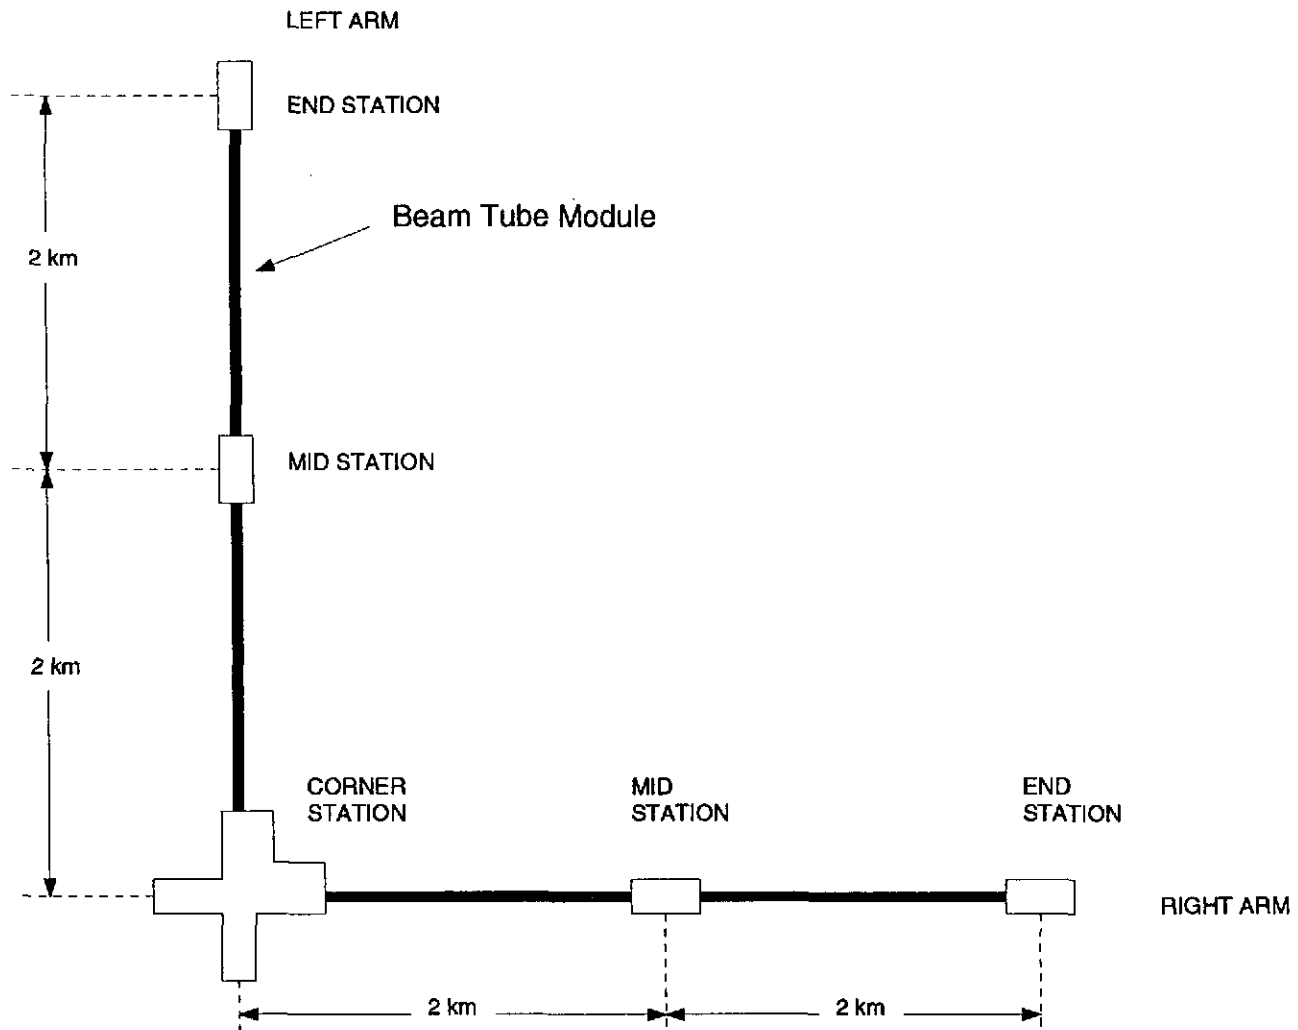 LEFT ARM
END STATION
Beam Tube Module
2 km
MID STATION
2 km
CORNER
STATION
MID
STATION
END
STATION
RIGHT ARM
2 km
2 km